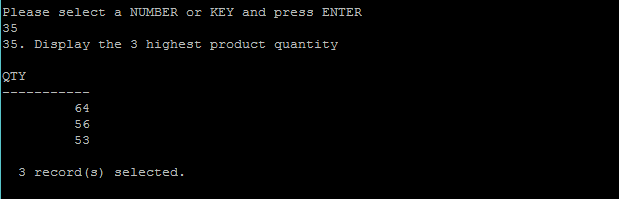 Please select a NUMBER or KEY and press ENTER
35
35. Display the 3 highest product quantity
QTY
-----------
64
56
53
3 record(s) selected.